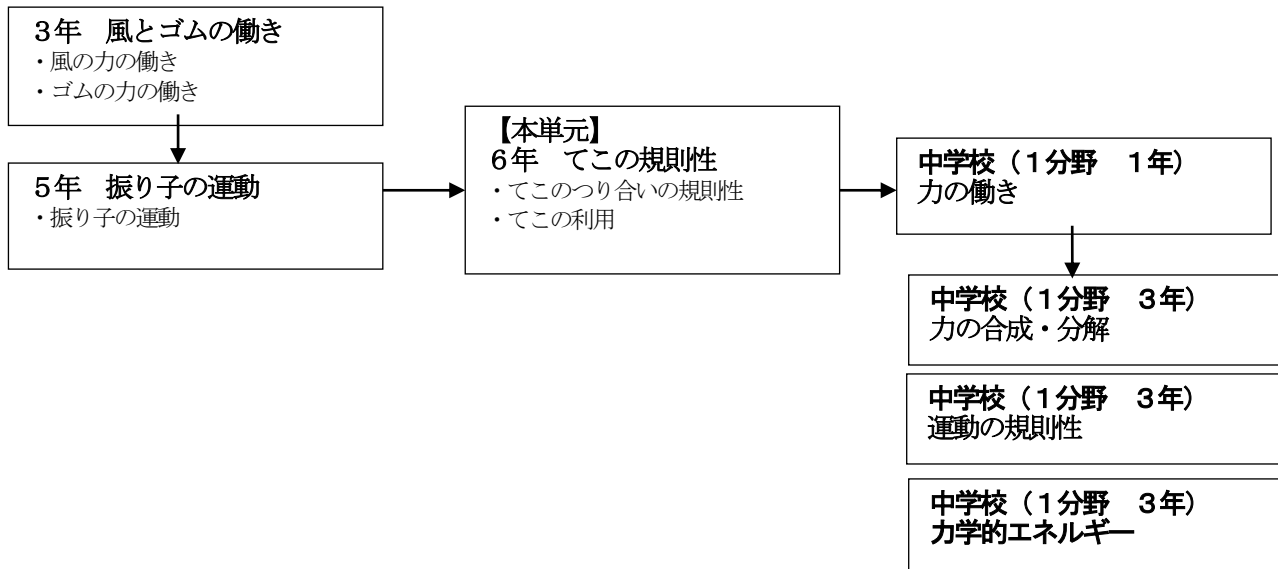 ３年　風とゴムの働き
・風の力の働き
・ゴムの力の働き
５年　振り子の運動
・振り子の運動
【本単元】
６年　てこの規則性
・てこのつり合いの規則性
・てこの利用
中学校（１分野　１年）
力の働き
中学校（１分野　３年）
力の合成・分解
中学校（１分野　３年）
運動の規則性
中学校（１分野　３年）
力学的エネルギー